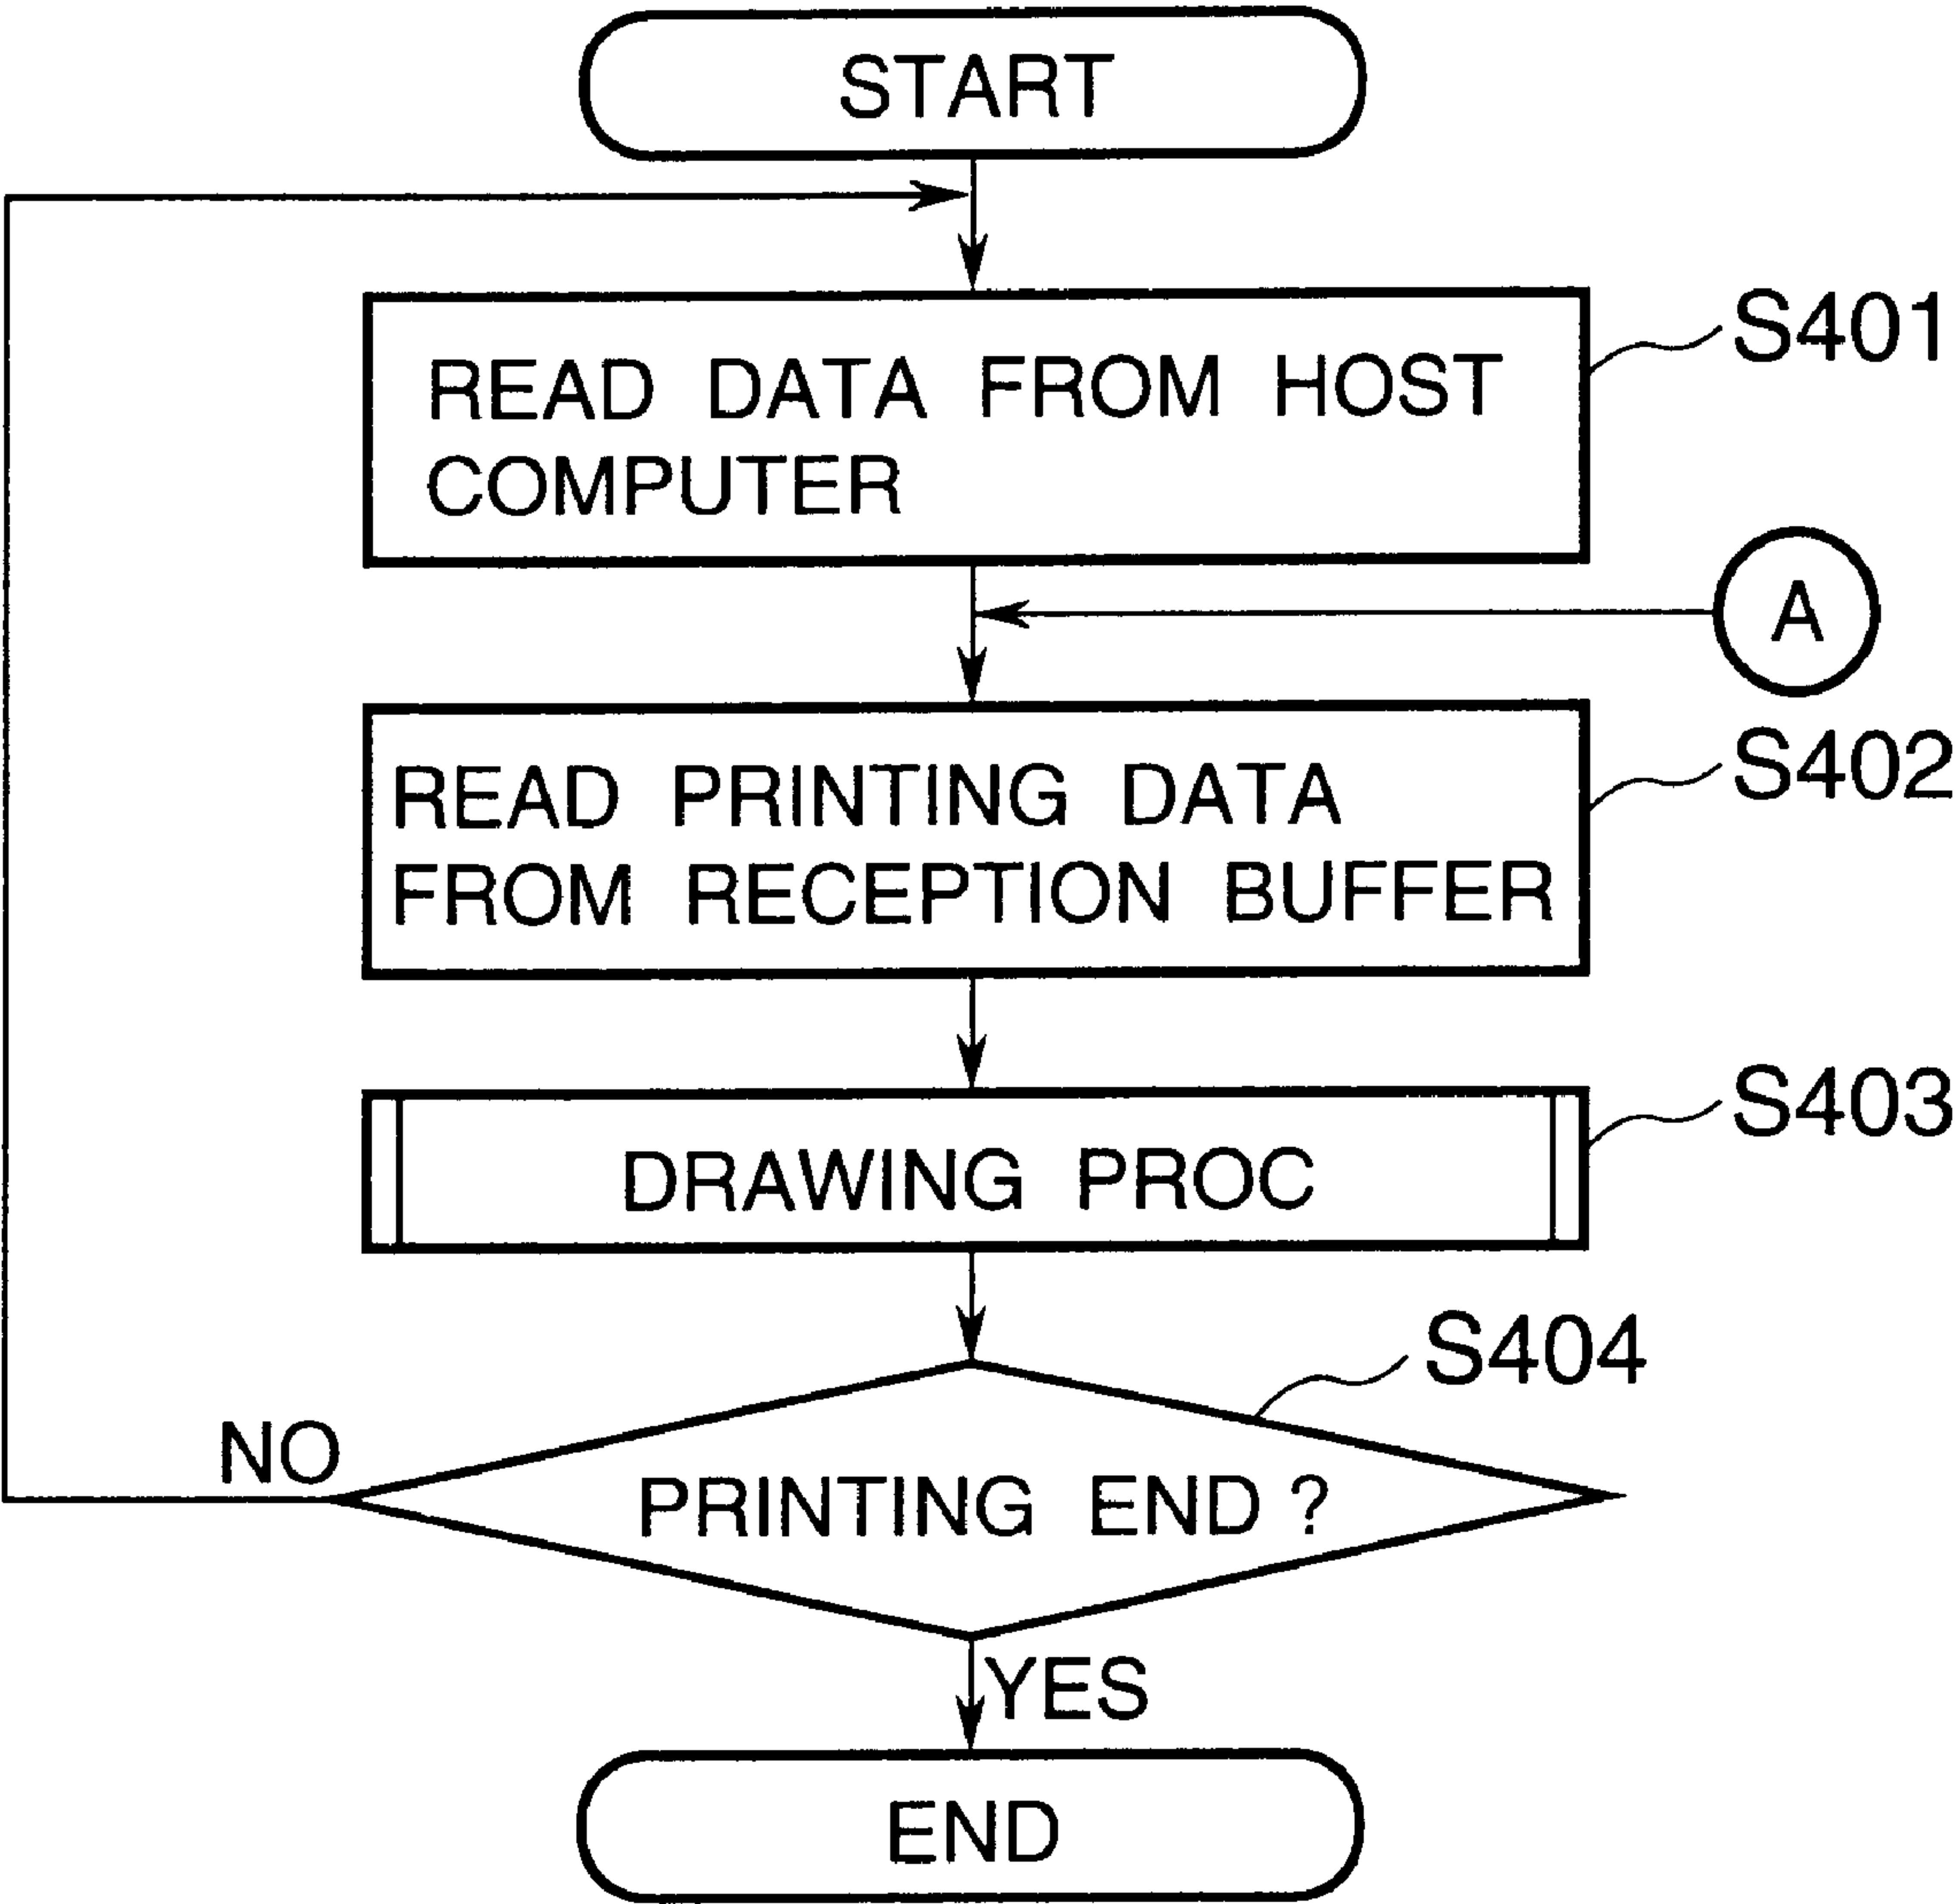 START
S401
READ DATA FROM HOST
COMPUTER
A
S402
READ PRINTING DATA
FROM RECEPTION BUFFER
S403
DRAWING PROC
S404
NO
PRINTING END ?
YES
END